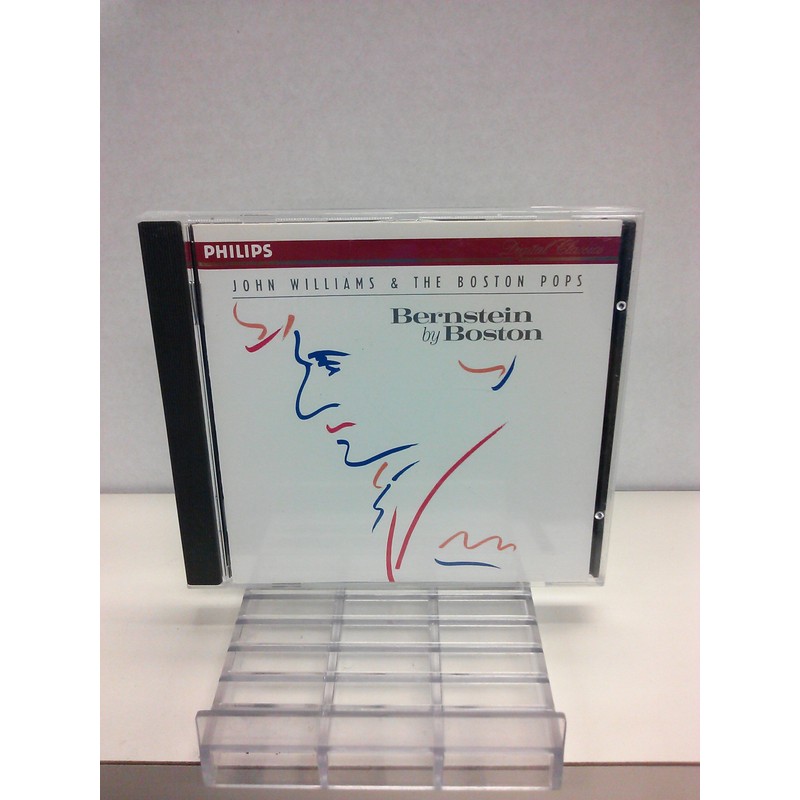 PHILIPS
Digital Classics
JOHN WILLIAMS & THE BOSTON POPS
Bernstein
by Boston